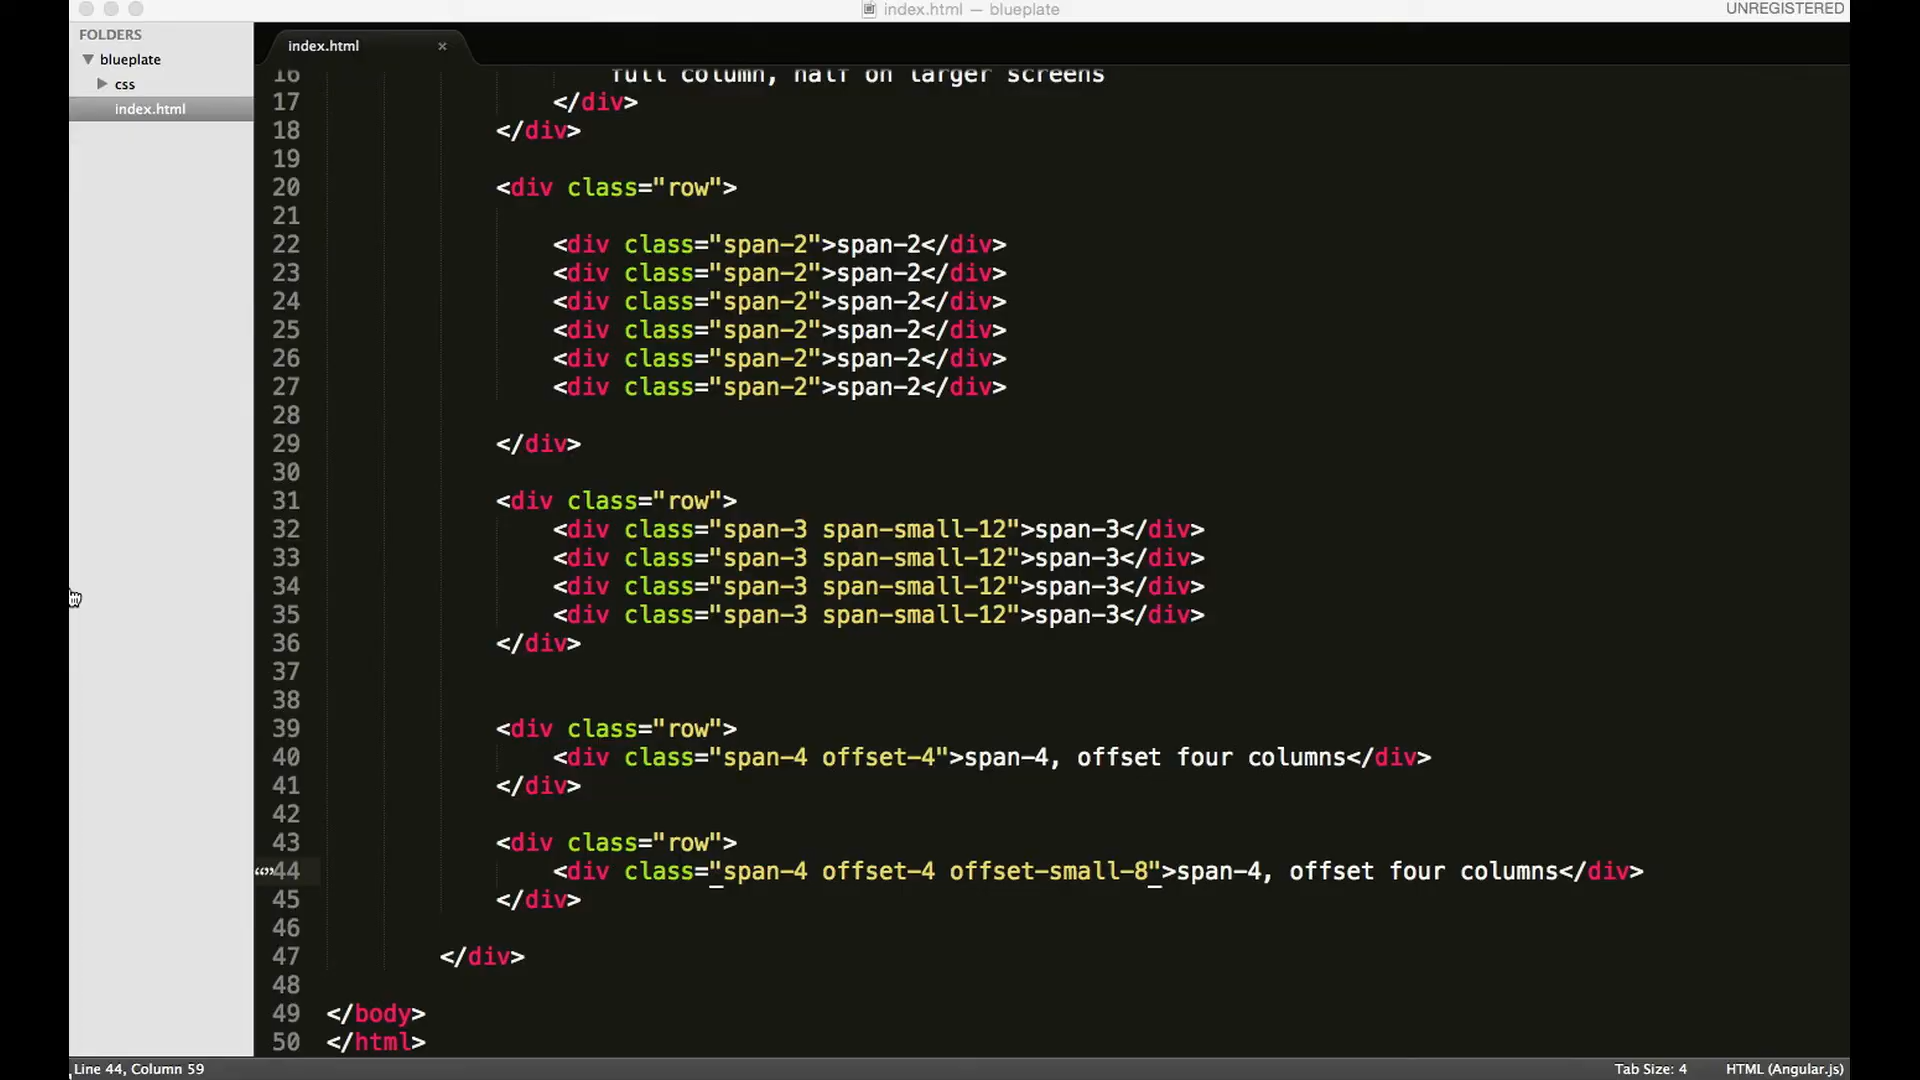 index.html — blueplate
UNREGISTERED
FOLDERS
blueplate
css
index.html
index.html ×
16 full column, half on larger screens
17 </div>
18 </div>
19
20 <div class="row">
21
22 <div class="span-2">span-2</div>
23 <div class="span-2">span-2</div>
24 <div class="span-2">span-2</div>
25 <div class="span-2">span-2</div>
26 <div class="span-2">span-2</div>
27 <div class="span-2">span-2</div>
28
29 </div>
30
31 <div class="row">
32 <div class="span-3 span-small-12">span-3</div>
33 <div class="span-3 span-small-12">span-3</div>
34 <div class="span-3 span-small-12">span-3</div>
35 <div class="span-3 span-small-12">span-3</div>
36 </div>
37
38
39 <div class="row">
40 <div class="span-4 offset-4">span-4, offset four columns</div>
41 </div>
42
43 <div class="row">
44 <div class="span-4 offset-4 offset-small-8">span-4, offset four columns</div>
45 </div>
46
47 </div>
48
49 </body>
50 </html>
Line 44, Column 59
Tab Size: 4
HTML (Angular.js)